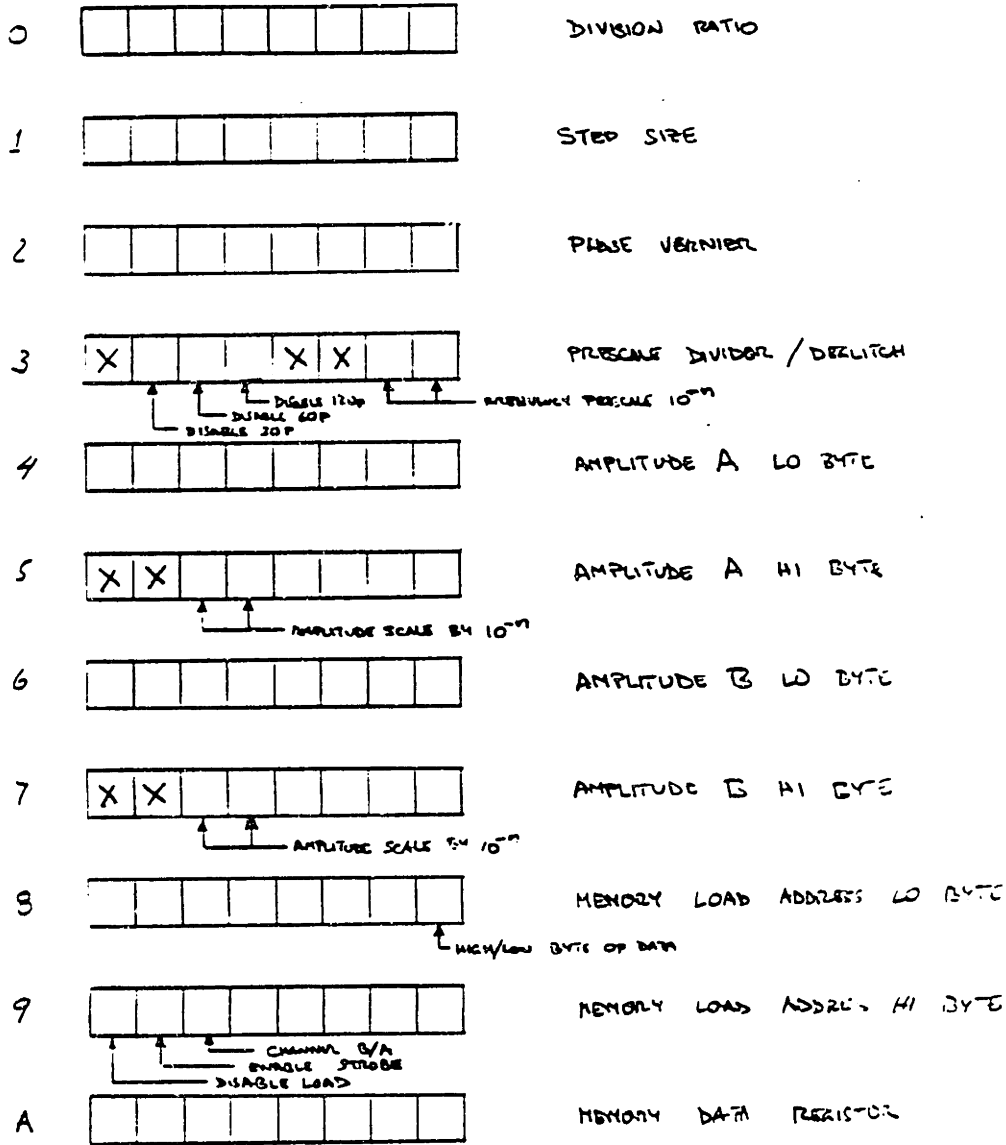 0 DIVISION RATIO
1 STEP SIZE
2 PHASE VERNIER
3 X X X PRESCALE DIVIDER / DEGLITCH
DISABLE 120P
FREQUENCY PRESCALE 10⁻ⁿ
DISABLE 60P
DISABLE 30P
4 AMPLITUDE A LO BYTE
5 X X AMPLITUDE A HI BYTE
AMPLITUDE SCALE BY 10⁻ⁿ
6 AMPLITUDE B LO BYTE
7 X X AMPLITUDE B HI BYTE
AMPLITUDE SCALE BY 10⁻ⁿ
8 MEMORY LOAD ADDRESS LO BYTE
HIGH/LOW BYTE OF DATA
9 MEMORY LOAD ADDRESS HI BYTE
CHANNEL B/A
ENABLE STROBE
DISABLE LOAD
A MEMORY DATA REGISTER